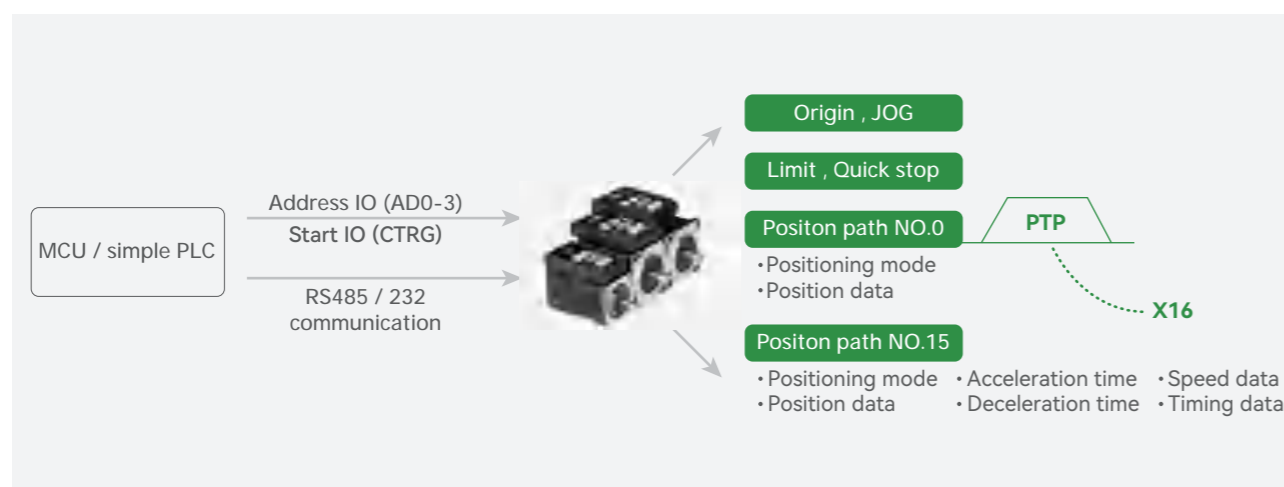 MCU / simple PLC
Address IO (AD0-3)
Start IO (CTRG)
RS485 / 232
communication
Origin , JOG
Limit , Quick stop
Positon path NO.0
·Positioning mode
·Position data
PTP
X16
Positon path NO.15
·Positioning mode ·Acceleration time ·Speed data
·Position data ·Deceleration time ·Timing data